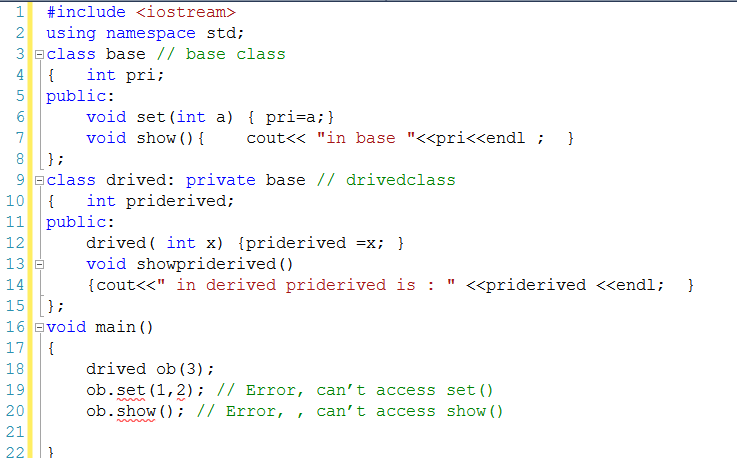 1 #include <iostream>
2 using namespace std;
3 class base // base class
4 {   int pri;
5 public:
6     void set(int a) { pri=a;}
7     void show(){    cout<< "in base "<<pri<<endl ;  }
8 };
9 class drived: private base // drivedclass
10 {   int priderived;
11 public:
12     drived( int x) {priderived =x; }
13     void showpriderived()
14     {cout<<" in derived priderived is : " <<priderived <<endl;  }
15 };
16 void main()
17 {
18     drived ob(3);
19     ob.set(1,2); // Error, can’t access set()
20     ob.show(); // Error, , can’t access show()
21
22 }